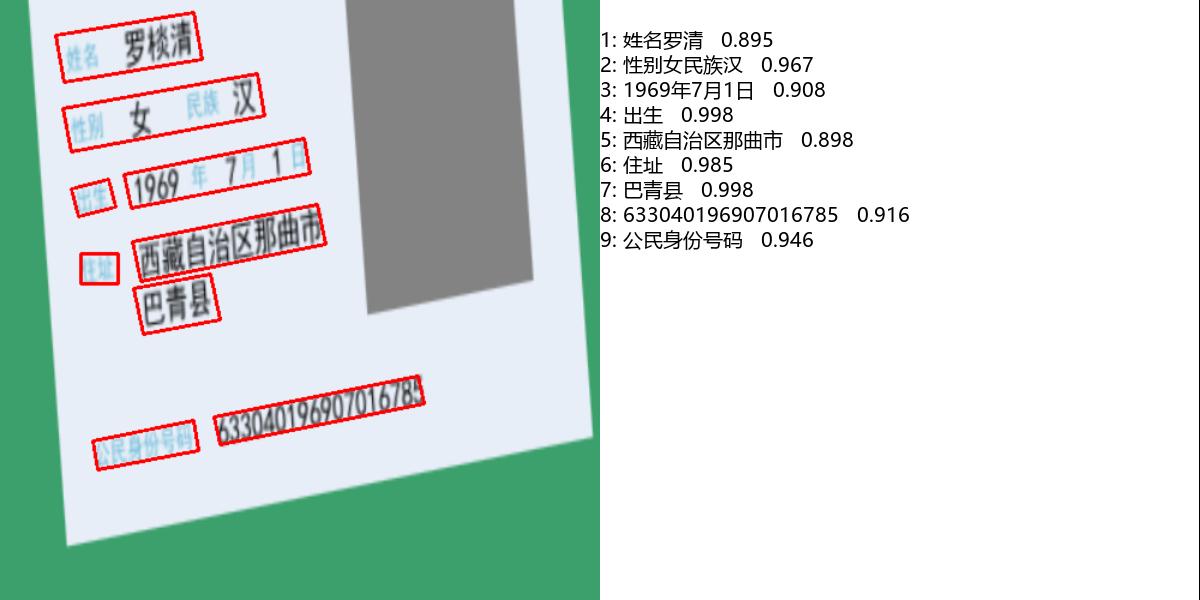 姓名 罗棪清
性别 女 民族 汉
出生 1969 年 7 月 1 日
住址 西藏自治区那曲市
巴青县
公民身份号码 633040196907016785
1: 姓名罗清 0.895
2: 性别女民族汉 0.967
3: 1969年7月1日 0.908
4: 出生 0.998
5: 西藏自治区那曲市 0.898
6: 住址 0.985
7: 巴青县 0.998
8: 633040196907016785 0.916
9: 公民身份号码 0.946